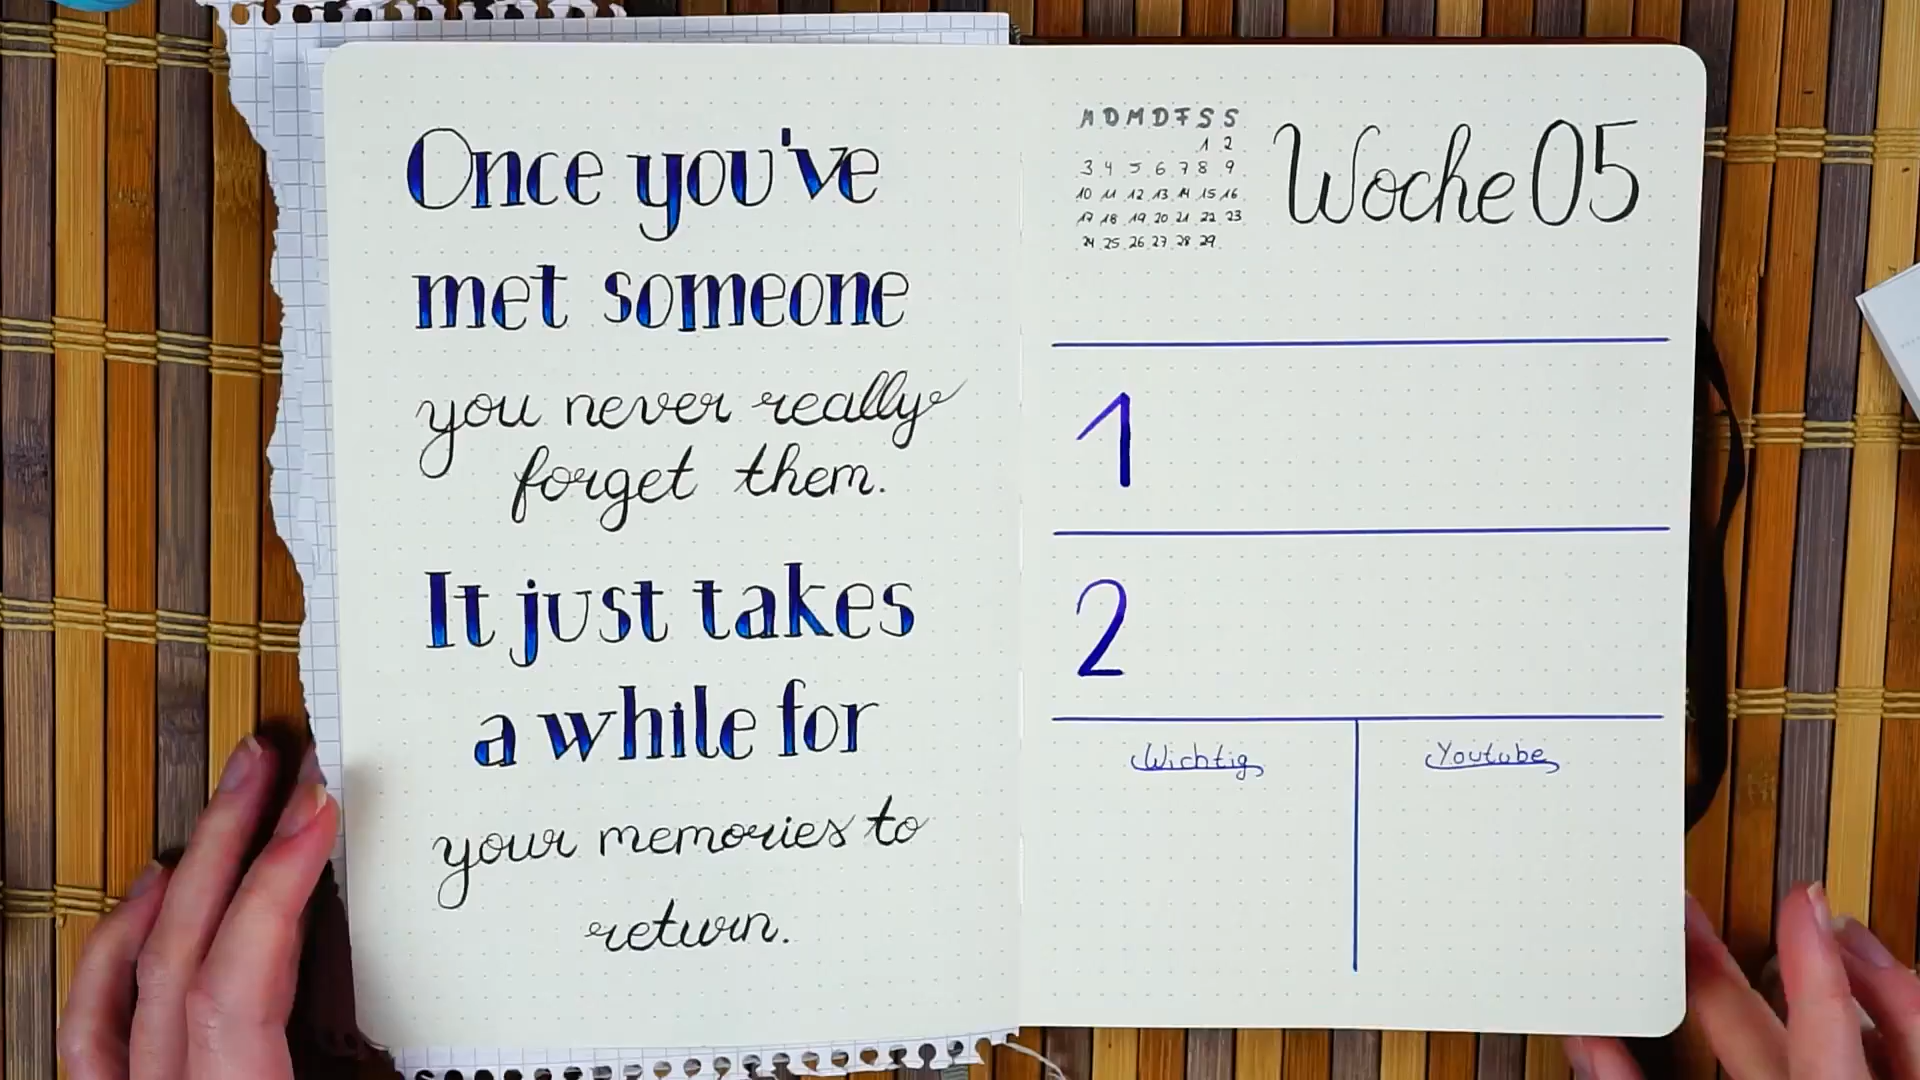 Once you've
met someone
you never really
forget them.
It just takes
a while for
your memories to
return.
M D M D F S S
1 2
3 4 5 6 7 8 9
10 11 12 13 14 15 16
17 18 19 20 21 22 23
24 25 26 27 28 29
Woche 05
1
2
Wichtig
Youtube